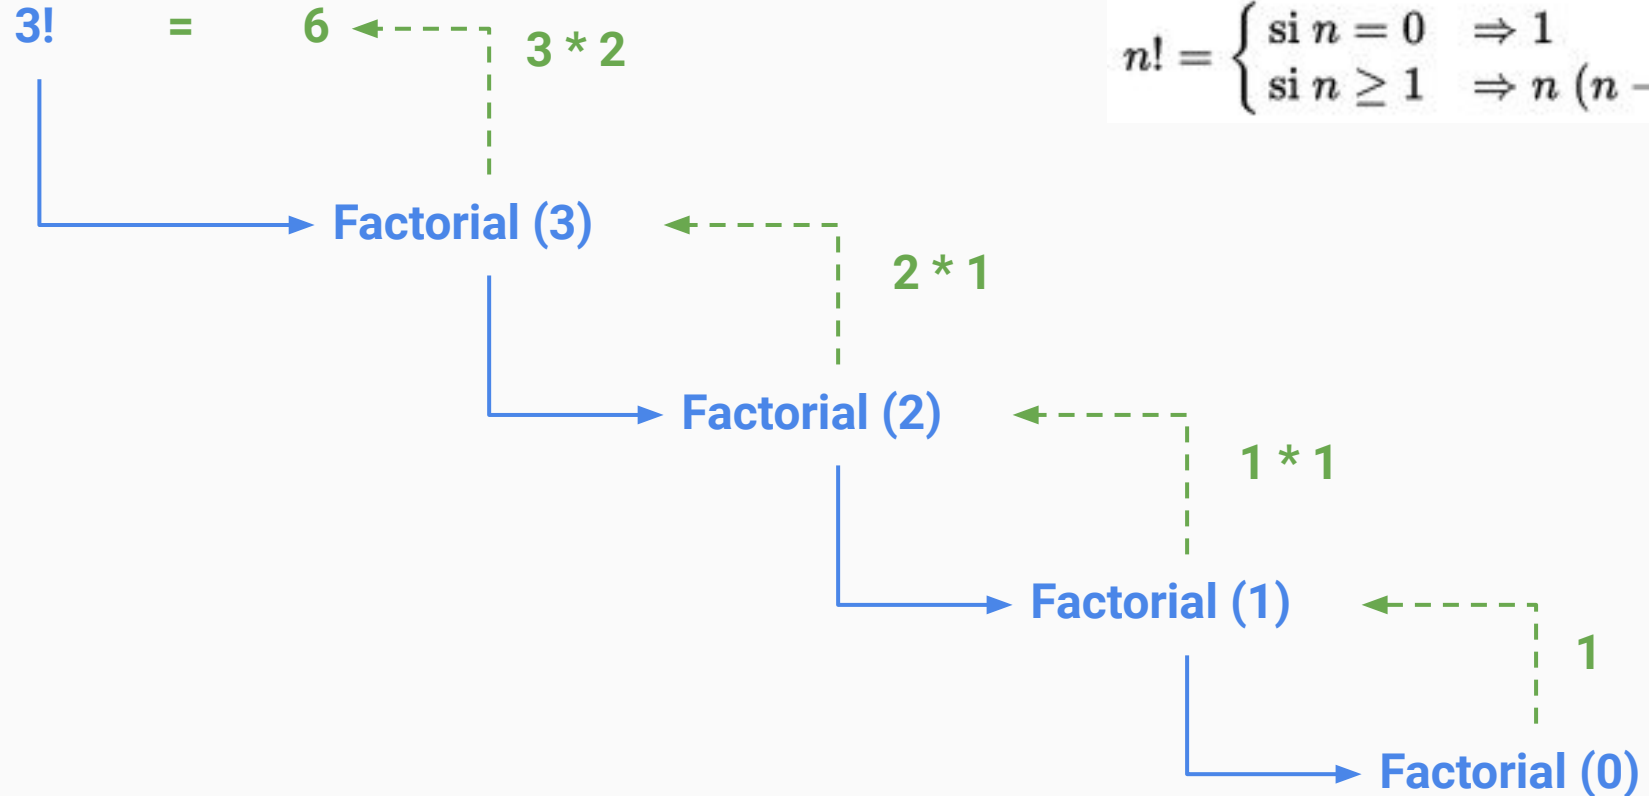 3! = 6
3 * 2
n! = { si n = 0 ⇒ 1
si n ≥ 1 ⇒ n (n −
Factorial (3)
2 * 1
Factorial (2)
1 * 1
Factorial (1)
1
Factorial (0)